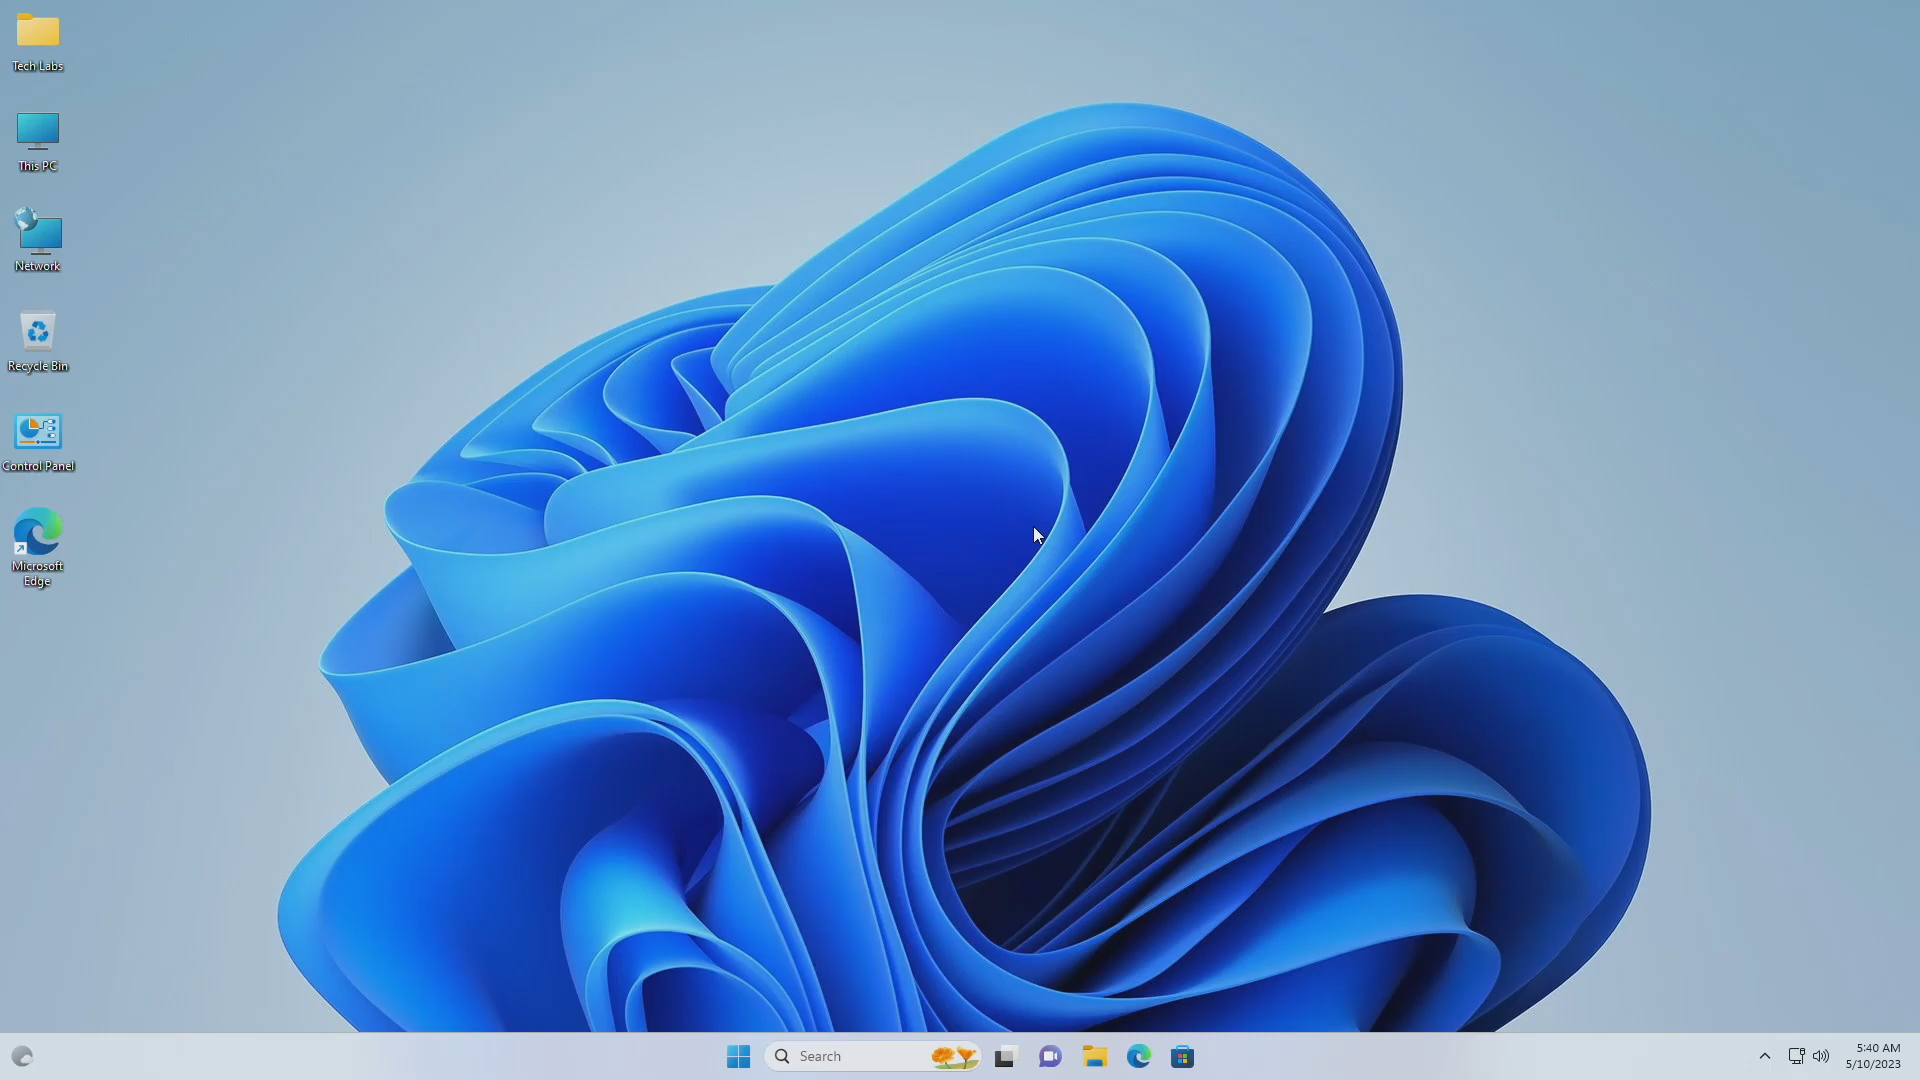 Tech Labs
This PC
Network
Recycle Bin
Control Panel
Microsoft
Edge
Search
5:40 AM
5/10/2023